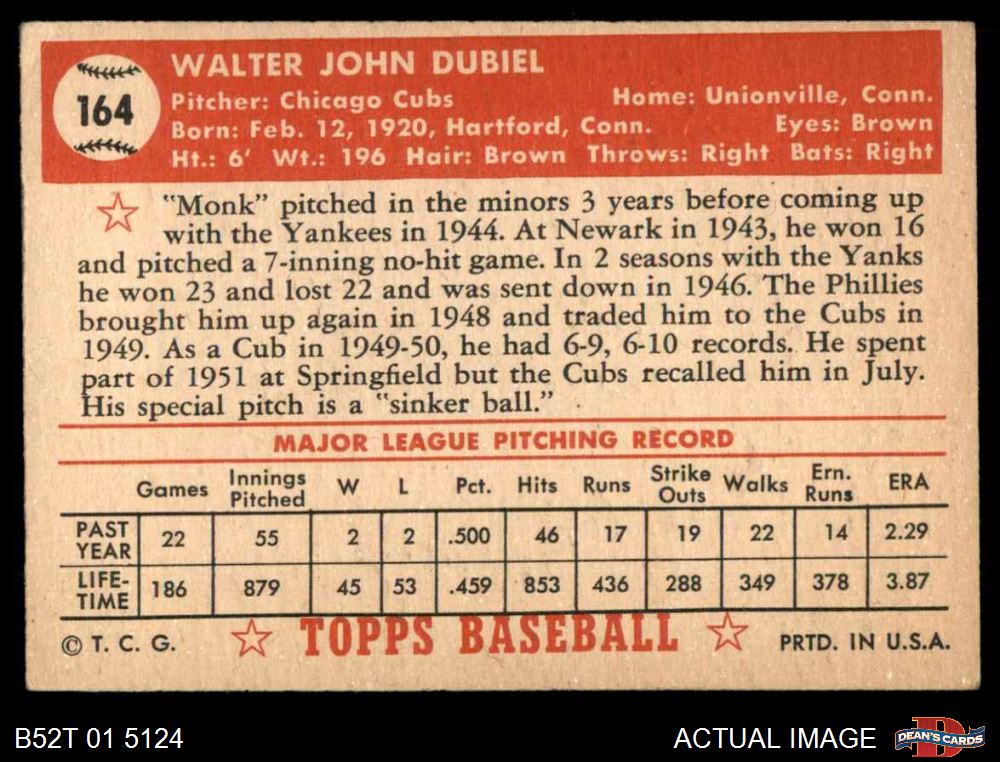 164
WALTER JOHN DUBIEL
Pitcher: Chicago Cubs Home: Unionville, Conn.
Born: Feb. 12, 1920, Hartford, Conn. Eyes: Brown
Ht.: 6' Wt.: 196 Hair: Brown Throws: Right Bats: Right
"Monk" pitched in the minors 3 years before coming up
with the Yankees in 1944. At Newark in 1943, he won 16
and pitched a 7-inning no-hit game. In 2 seasons with the Yanks
he won 23 and lost 22 and was sent down in 1946. The Phillies
brought him up again in 1948 and traded him to the Cubs in
1949. As a Cub in 1949-50, he had 6-9, 6-10 records. He spent
part of 1951 at Springfield but the Cubs recalled him in July.
His special pitch is a "sinker ball."
MAJOR LEAGUE PITCHING RECORD
Games Innings Pitched W L Pct. Hits Runs Strike Outs Walks Ern. Runs ERA
PAST YEAR 22 55 2 2 .500 46 17 19 22 14 2.29
LIFE-TIME 186 879 45 53 .459 853 436 288 349 378 3.87
© T. C. G. TOPPS BASEBALL PRTD. IN U.S.A.
B52T 01 5124 ACTUAL IMAGE DEAN'S CARDS